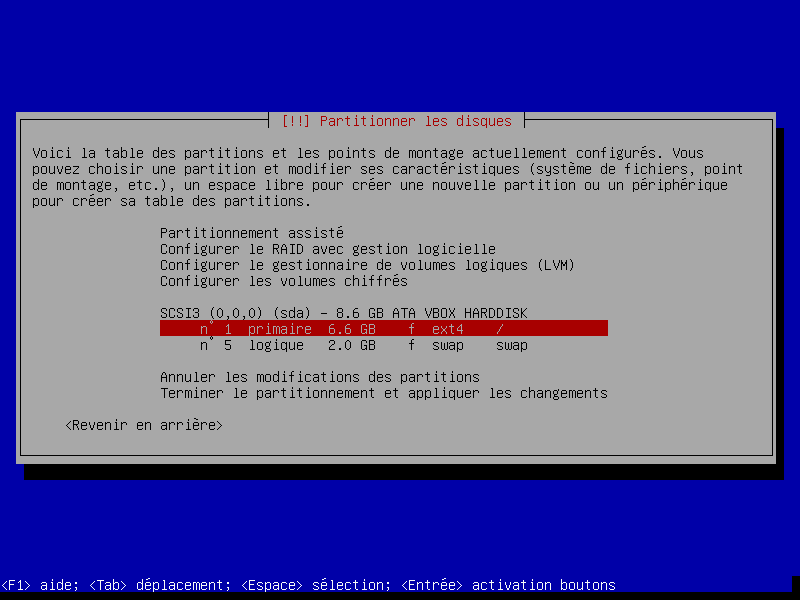 [!!] Partitionner les disques
Voici la table des partitions et les points de montage actuellement configurés. Vous
pouvez choisir une partition et modifier ses caractéristiques (système de fichiers, point
de montage, etc.), un espace libre pour créer une nouvelle partition ou un périphérique
pour créer sa table des partitions.
Partitionnement assisté
Configurer le RAID avec gestion logicielle
Configurer le gestionnaire de volumes logiques (LVM)
Configurer les volumes chiffrés
SCSI3 (0,0,0) (sda) - 8.6 GB ATA VBOX HARDDISK
n° 1 primaire 6.6 GB f ext4 /
n° 5 logique 2.0 GB f swap swap
Annuler les modifications des partitions
Terminer le partitionnement et appliquer les changements
<Revenir en arrière>
<F1> aide; <Tab> déplacement; <Espace> sélection; <Entrée> activation boutons